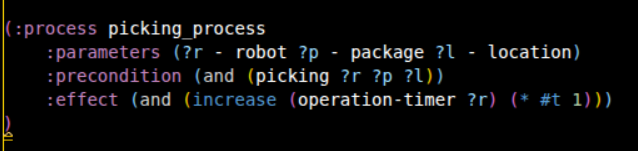 (:process picking_process
    :parameters (?r - robot ?p - package ?l - location)
    :precondition (and (picking ?r ?p ?l))
    :effect (and (increase (operation-timer ?r) (* #t 1)))
)